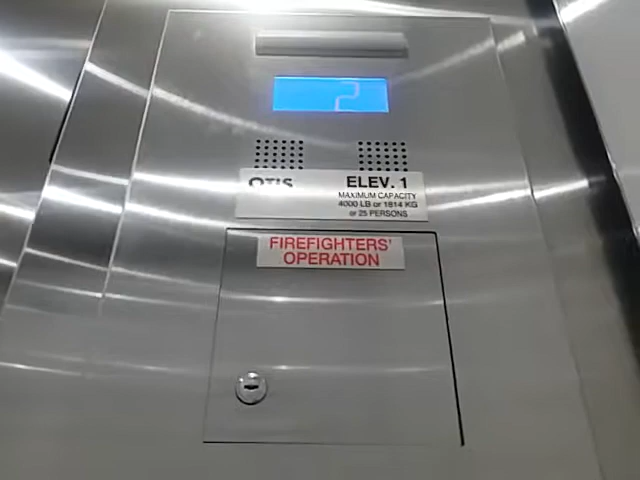 2
OTIS
ELEV. 1
MAXIMUM CAPACITY
4000 LB or 1814 KG
or 25 PERSONS
FIREFIGHTERS'
OPERATION